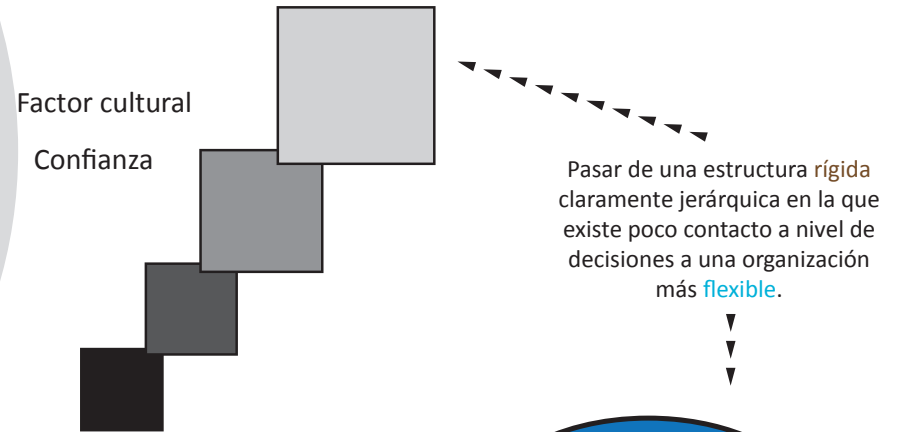 Factor cultural
Confianza
Pasar de una estructura rígida
claramente jerárquica en la que
existe poco contacto a nivel de
decisiones a una organización
más flexible.